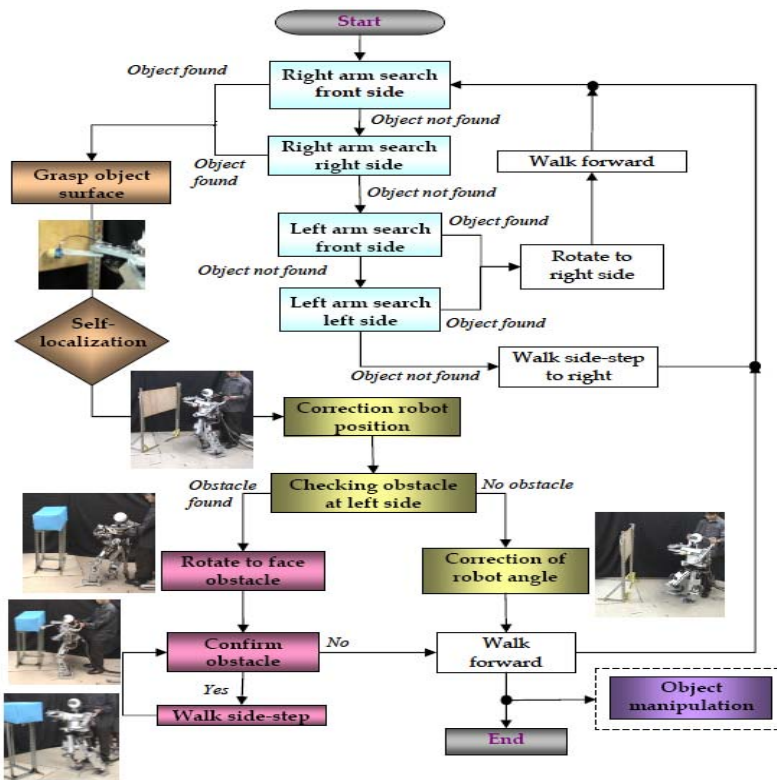 Start
Object found
Right arm search
front side
Object not found
Right arm search
right side
Object
found
Walk forward
Grasp object
surface
Object not found
Left arm search
front side
Object found
Rotate to
right side
Object not found
Left arm search
left side
Object found
Self-
localization
Object not found
Walk side-step
to right
Correction robot
position
Checking obstacle
at left side
Obstacle
found
No obstacle
Rotate to face
obstacle
Correction of
robot angle
Confirm
obstacle
No
Walk
forward
Yes
Walk side-step
Object
manipulation
End